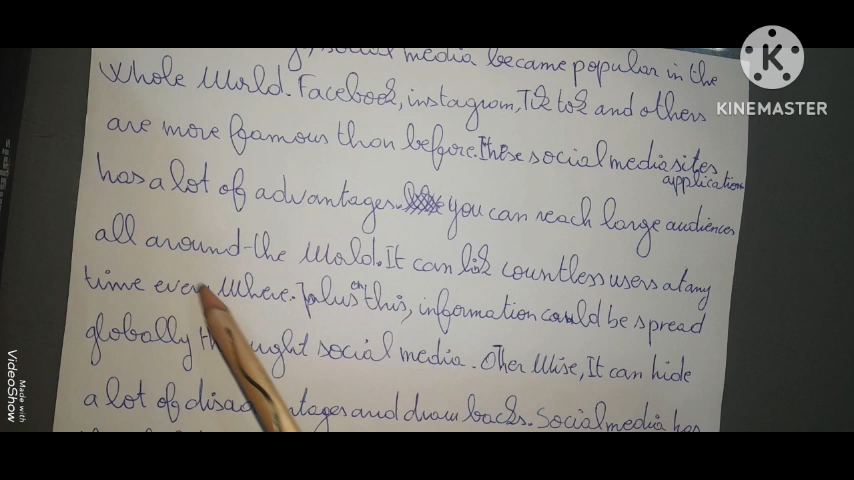 social media became popular in the
K
whole world. Facebook, instagram, Tik tok and others
KINEMASTER
are more famous than before. These social media sites
application
has a lot of advantages. you can reach large audiences
all around the world. It can lik countless users at any
time every where. plus this, information could be spread
globally thought social media. Other wise, It can hide
a lot of disad ntages and draw backs. Social media has
Made with
VideoShow